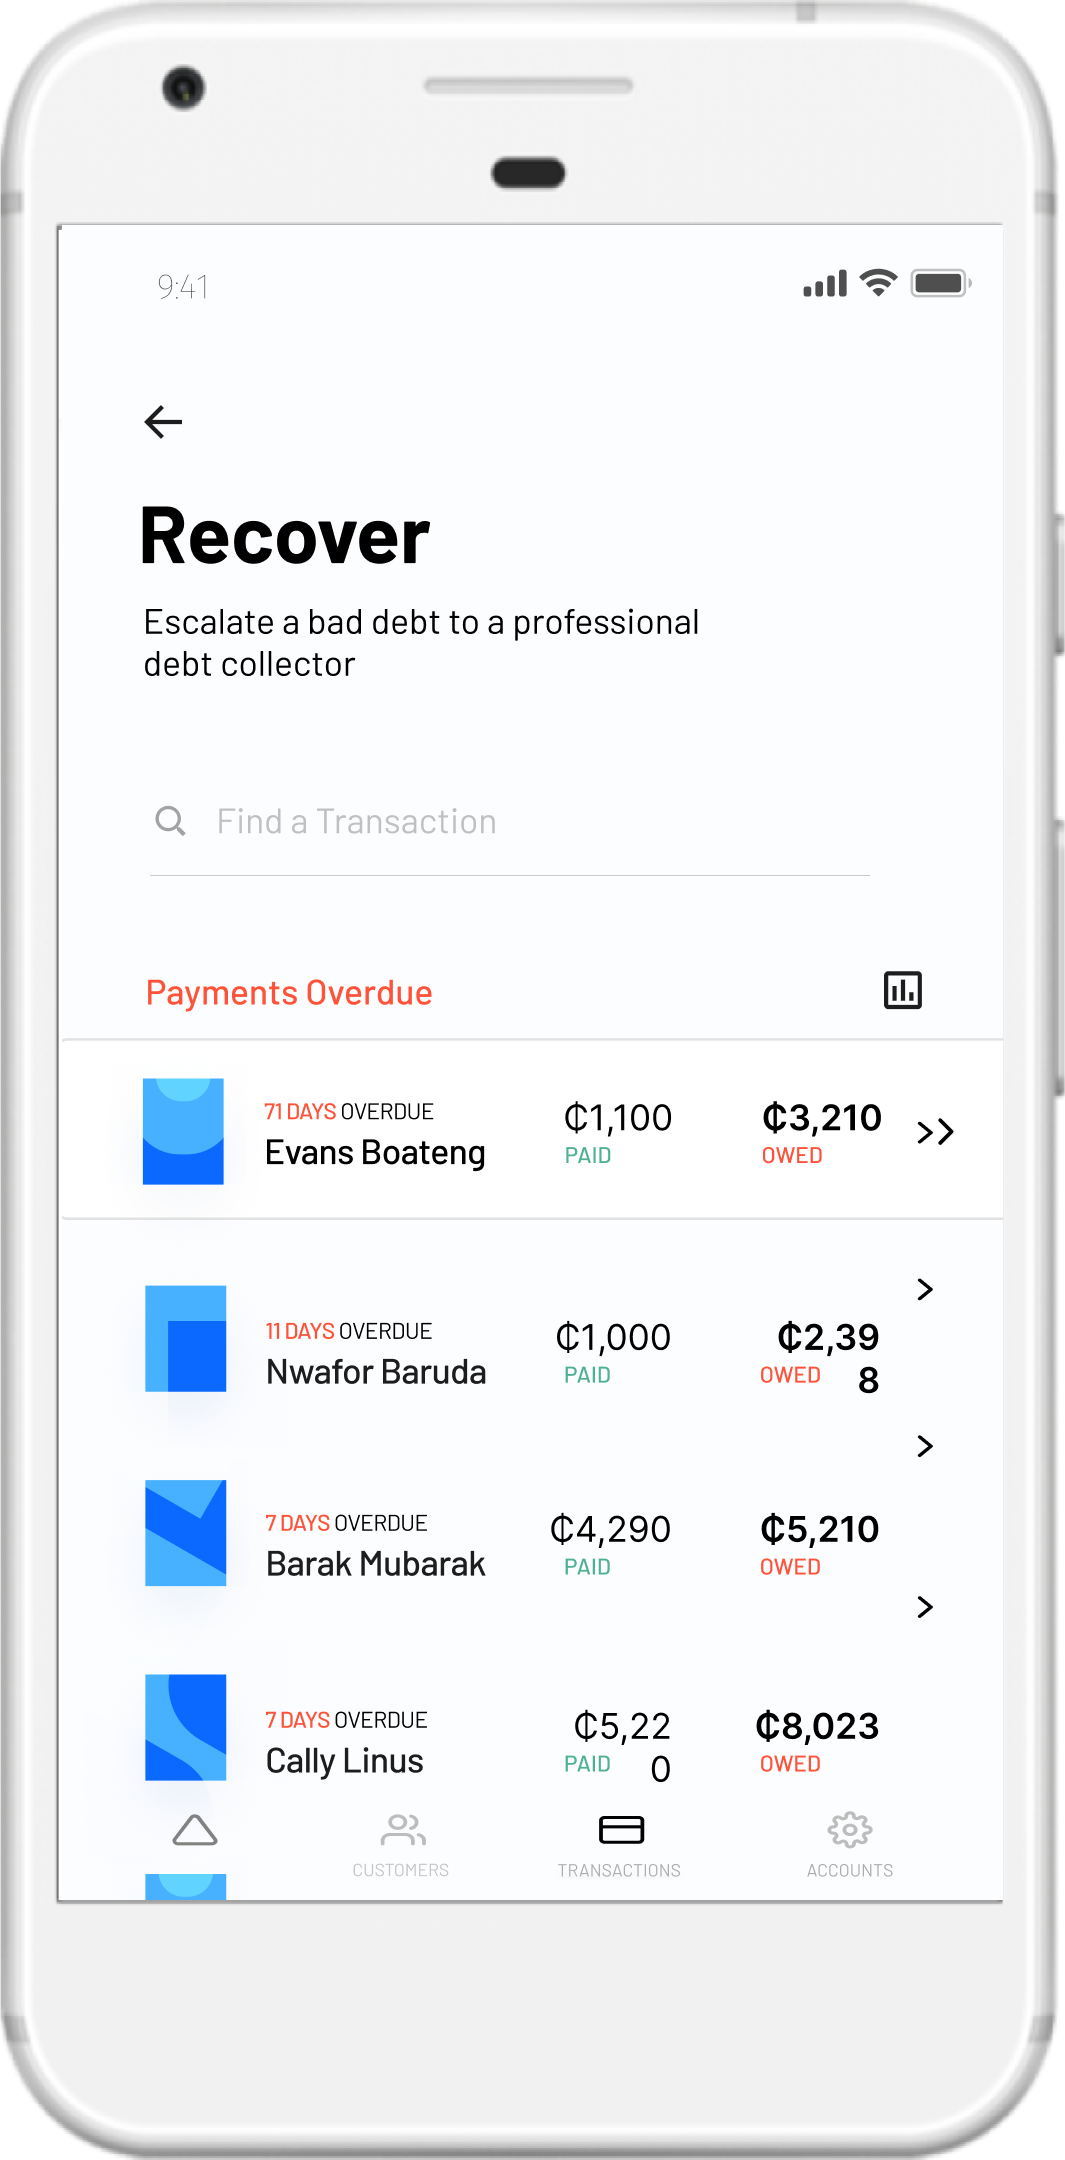 9:41
Recover
Escalate a bad debt to a professional
debt collector
Find a Transaction
Payments Overdue
71 DAYS OVERDUE
Evans Boateng
₵1,100
PAID
₵3,210
OWED
11 DAYS OVERDUE
Nwafor Baruda
₵1,000
PAID
₵2,39
8
OWED
7 DAYS OVERDUE
Barak Mubarak
₵4,290
PAID
₵5,210
OWED
7 DAYS OVERDUE
Cally Linus
₵5,22
0
PAID
₵8,023
OWED
CUSTOMERS
TRANSACTIONS
ACCOUNTS